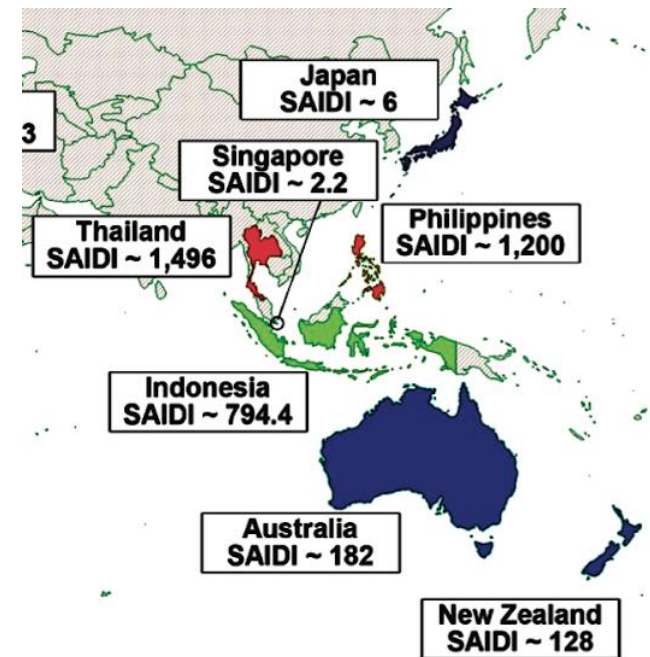 Japan
SAIDI ~ 6
3
Singapore
SAIDI ~ 2.2
Thailand
SAIDI ~ 1,496
Philippines
SAIDI ~ 1,200
Indonesia
SAIDI ~ 794.4
Australia
SAIDI ~ 182
New Zealand
SAIDI ~ 128